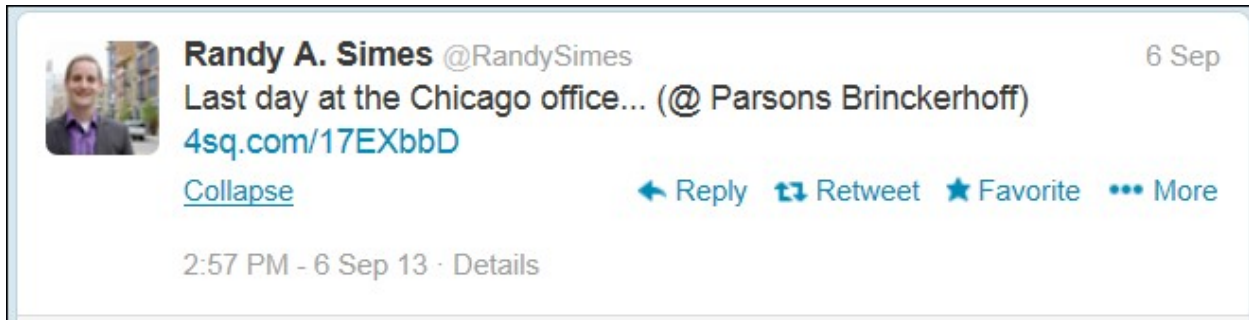 Randy A. Simes @RandySimes 6 Sep
Last day at the Chicago office... (@ Parsons Brinckerhoff)
4sq.com/17EXbbD
Collapse Reply Retweet Favorite More
2:57 PM - 6 Sep 13 · Details